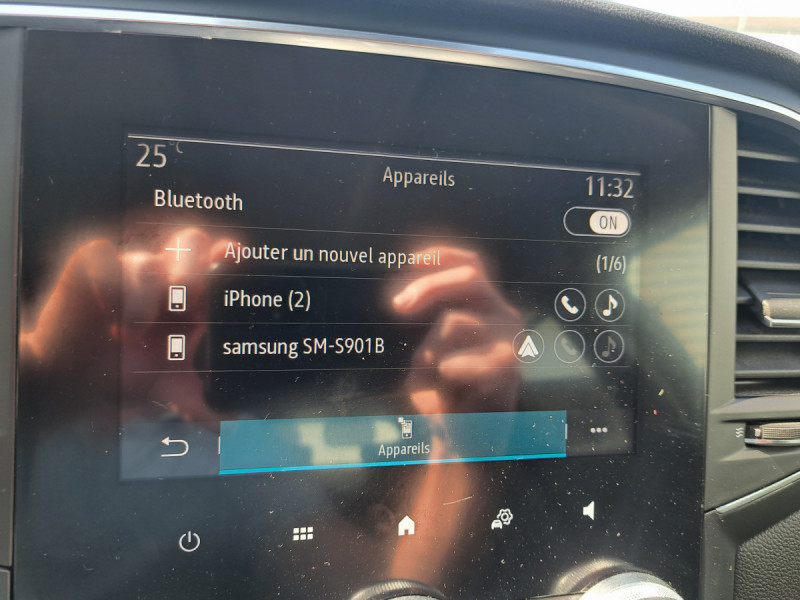 25°C
Appareils
11:32
Bluetooth
ON
Ajouter un nouvel appareil
(1/6)
iPhone (2)
samsung SM-S901B
Appareils